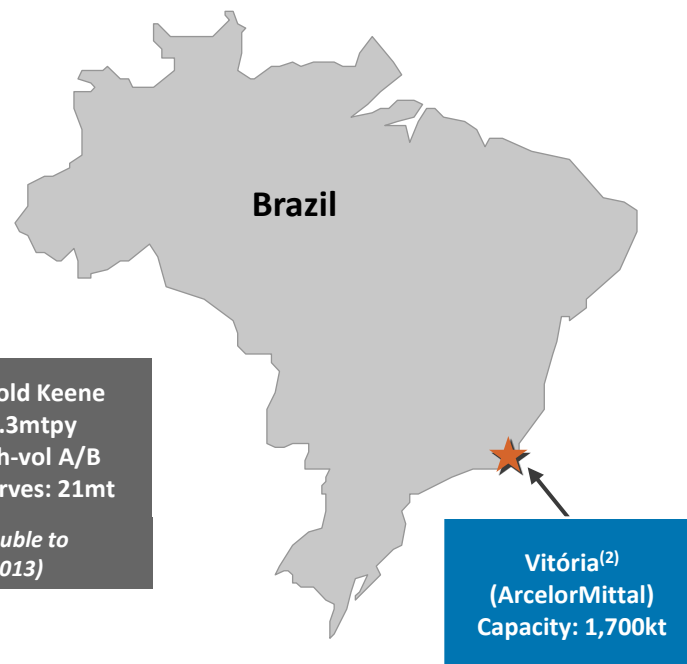 Brazil
old Keene
.3mtpy
h-vol A/B
rves: 21mt
uble to
013)
Vitória(2)
(ArcelorMittal)
Capacity: 1,700kt